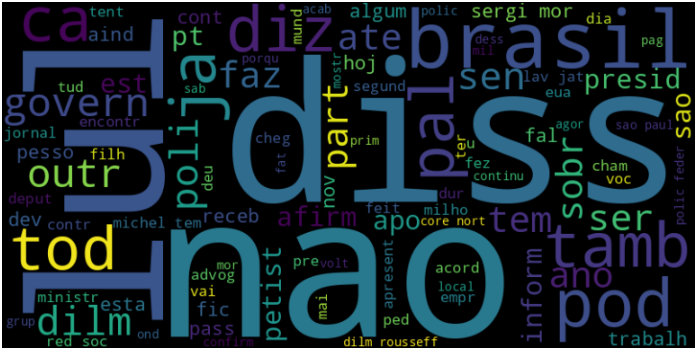 ca
tent
aind
cont
pt
diz
ate
algum
hoj
sergi mor
dia
brasil
acab
mund
polic
dess
mil
pag
tud
est
faz
porqu
mostr
segund
sen
lav jat
eua
presid
govern
lul
ja
sab
diss
jornal
encontr
poli
part
pal
fal
agor
sao paul
sao
pesso
filh
cheg
prim
ter
u
fez
cham
voc
outr
deu
fat
continu
sobr
polic feder
deput
nov
dur
dev
contr
michel tem
receb
afirm
feit
apo
milho
core nort
tem
ser
tod
nao
tamb
advog
mor
pre
volt
petist
apresent
acord
inform
ano
ministr
esta
vai
fic
mai
local
empr
pod
dilm
grup
ond
pass
ped
trabalh
red soc
confirm
dilm rousseff